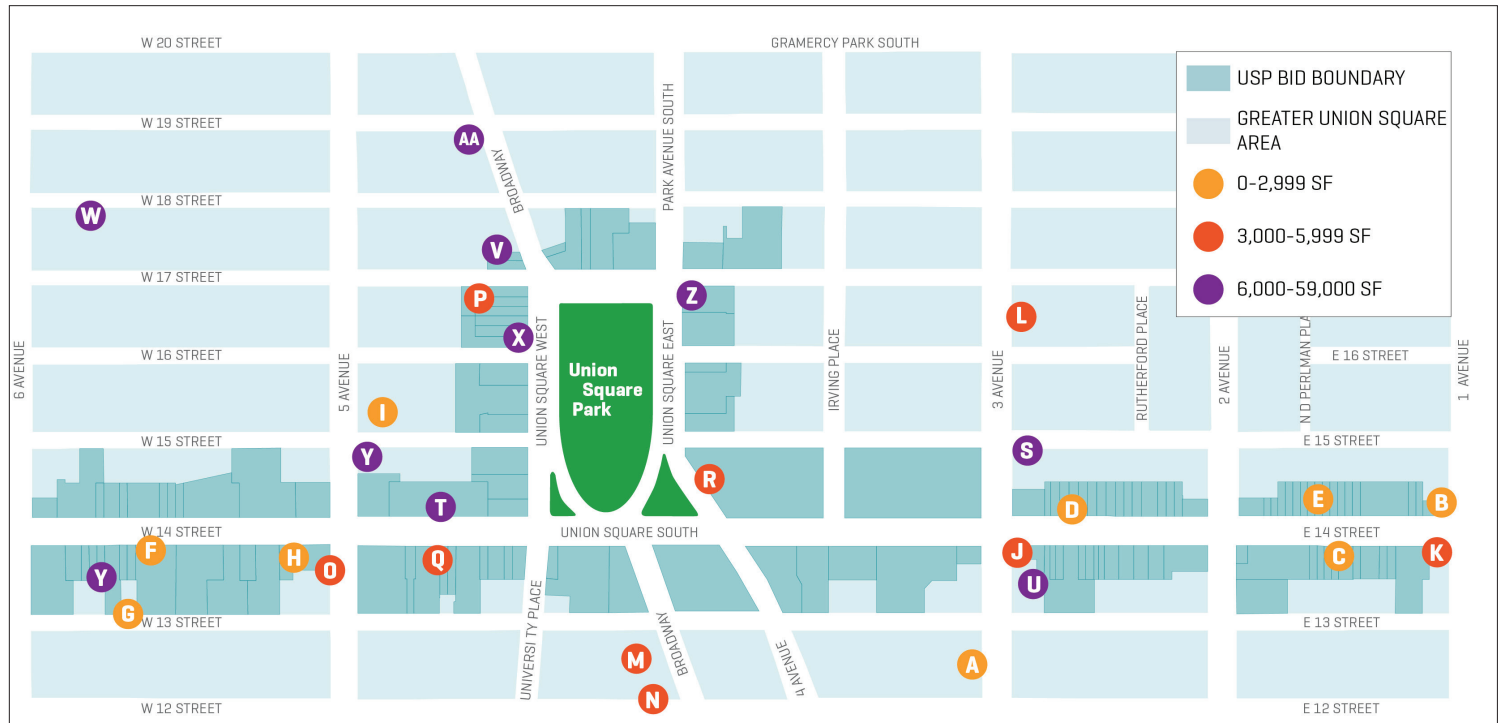 W 20 STREET
GRAMERCY PARK SOUTH
USP BID BOUNDARY
GREATER UNION SQUARE
AREA
0-2,999 SF
3,000-5,999 SF
6,000-59,000 SF
W 19 STREET
PARK AVENUE SOUTH
AA
BROADWAY
W 18 STREET
W
V
W 17 STREET
P
Z
X
L
UNION SQUARE WEST
Union
Square
Park
UNION SQUARE EAST
IRVING PLACE
RUTHERFORD PLACE
N D PERLMAN PLA
W 16 STREET
E 16 STREET
6 AVENUE
5 AVENUE
3 AVENUE
2 AVENUE
1 AVENUE
I
W 15 STREET
E 15 STREET
Y
S
R
T
D
E
B
W 14 STREET
UNION SQUARE SOUTH
E 14 STREET
F
H
O
Q
J
C
K
Y
U
G
W 13 STREET
E 13 STREET
UNIVERSITY PLACE
BROADWAY
4 AVENUE
M
A
N
W 12 STREET
E 12 STREET